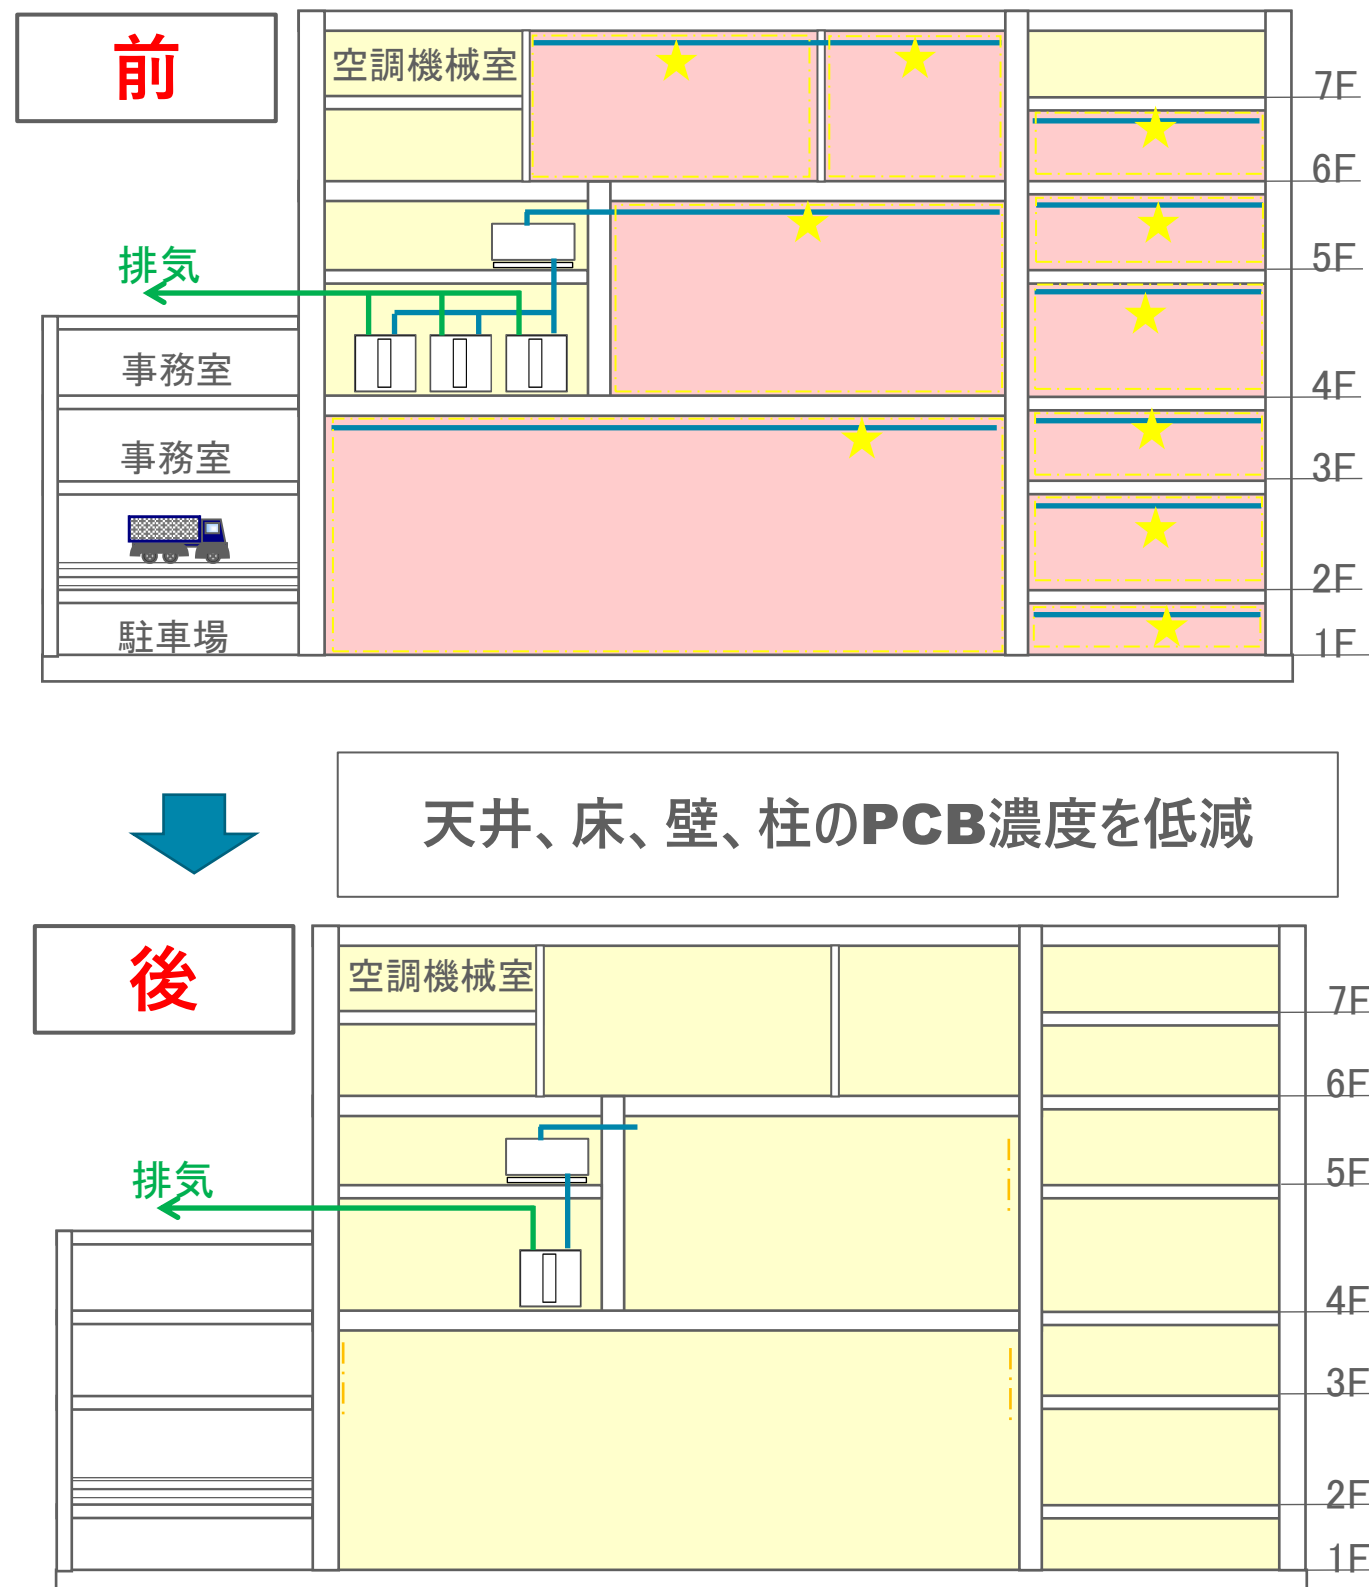 前
空調機械室
7F
6F
排気
5F
事務室
4F
事務室
3F
2F
駐車場
1F
天井、床、壁、柱のPCB濃度を低減
後
空調機械室
7F
6F
排気
5F
4F
3F
2F
1F